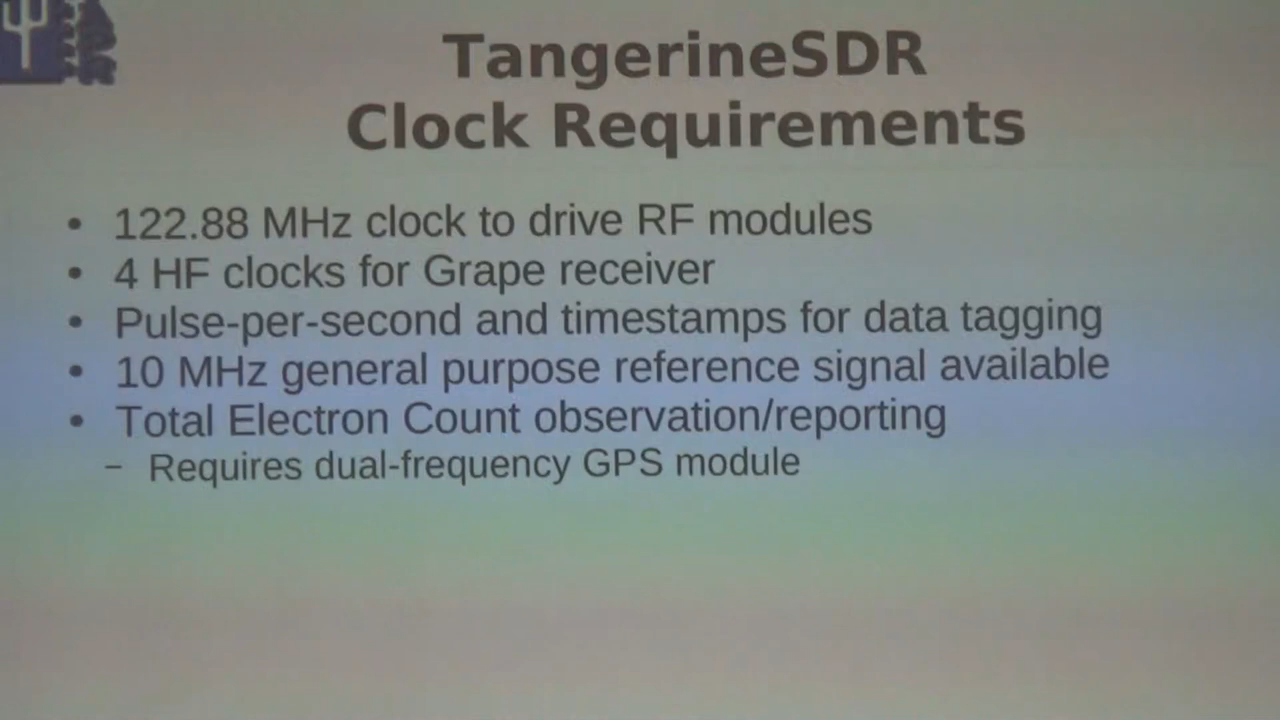 TangerineSDR
Clock Requirements
• 122.88 MHz clock to drive RF modules
• 4 HF clocks for Grape receiver
• Pulse-per-second and timestamps for data tagging
• 10 MHz general purpose reference signal available
• Total Electron Count observation/reporting
– Requires dual-frequency GPS module